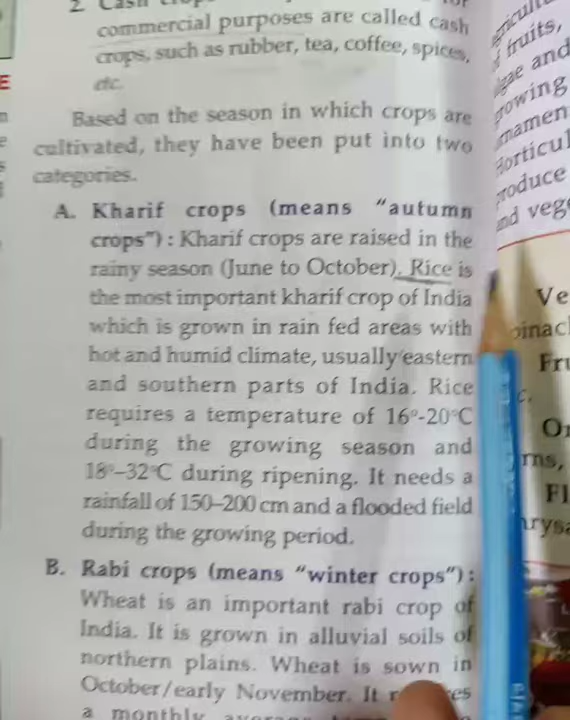 2. Cash
commercial purposes are called cash
crops, such as rubber, tea, coffee, spices,
etc.
Based on the season in which crops are
cultivated, they have been put into two
categories.
A. Kharif crops (means "autumn
crops") : Kharif crops are raised in the
rainy season (June to October). Rice is
the most important kharif crop of India
which is grown in rain fed areas with
hot and humid climate, usually eastern
and southern parts of India. Rice
requires a temperature of 16°-20°C
during the growing season and
18°–32°C during ripening. It needs a
rainfall of 150–200 cm and a flooded field
during the growing period.
B. Rabi crops (means "winter crops") :
Wheat is an important rabi crop of
India. It is grown in alluvial soils of
northern plains. Wheat is sown in
October/early November. It
a monthly
fruits,
and